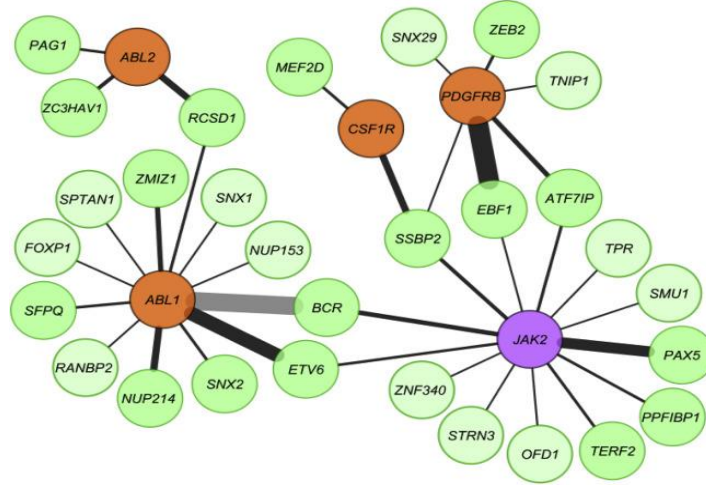 PAG1
ABL2
ZC3HAV1
RCSD1
MEF2D
CSF1R
SNX29
ZEB2
PDGFRB
TNIP1
SSBP2
EBF1
ATF7IP
ZMIZ1
SPTAN1
SNX1
FOXP1
NUP153
SFPQ
ABL1
BCR
RANBP2
NUP214
SNX2
ETV6
TPR
SMU1
JAK2
PAX5
ZNF340
PPFIBP1
STRN3
OFD1
TERF2